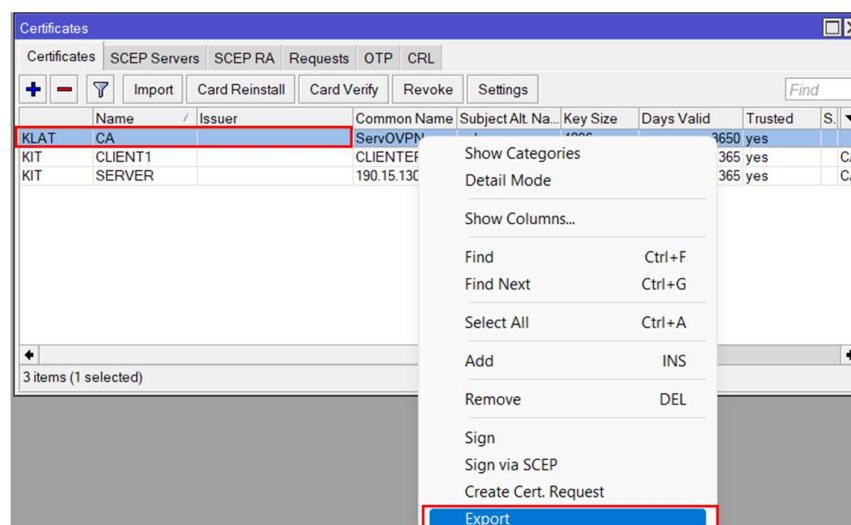 Certificates
Certificates SCEP Servers SCEP RA Requests OTP CRL
Import Card Reinstall Card Verify Revoke Settings Find
Name / Issuer Common Name Subject Alt. Na... Key Size Days Valid Trusted S.
KLAT CA ServOVPN 3650 yes
KIT CLIENT1 365 yes
KIT SERVER 190.15.130 365 yes
3 items (1 selected)
Show Categories
Detail Mode
Show Columns...
Find Ctrl+F
Find Next Ctrl+G
Select All Ctrl+A
Add INS
Remove DEL
Sign
Sign via SCEP
Create Cert. Request
Export